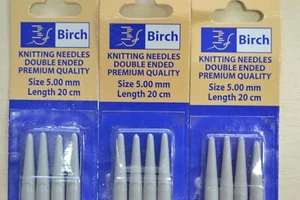 Birch
KNITTING NEEDLES
DOUBLE ENDED
PREMIUM QUALITY
Size 5.00 mm
Length 20 cm
Birch
KNITTING NEEDLES
DOUBLE ENDED
PREMIUM QUALITY
Size 5.00 mm
Length 20 cm
Birch
KNITTING NEEDLES
DOUBLE ENDED
PREMIUM QUALITY
Size 5.00 mm
Length 20 cm